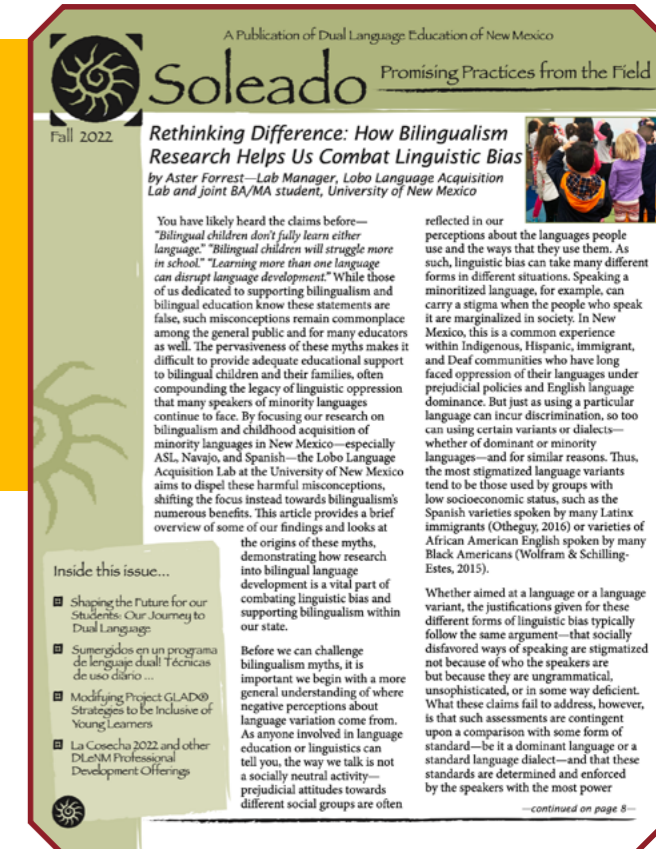 A Publication of Dual Language Education of New Mexico
Soleado
Promising Practices from the Field
Fall 2022
Rethinking Difference: How Bilingualism
Research Helps Us Combat Linguistic Bias
by Aster Forrest—Lab Manager, Lobo Language Acquisition
Lab and joint BA/MA student, University of New Mexico
You have likely heard the claims before—
"Bilingual children don't fully learn either
language." "Bilingual children will struggle more
in school." "Learning more than one language
can disrupt language development." While those
of us dedicated to supporting bilingualism and
bilingual education know these statements are
false, such misconceptions remain commonplace
among the general public and for many educators
as well. The pervasiveness of these myths makes it
difficult to provide adequate educational support
to bilingual children and their families, often
compounding the legacy of linguistic oppression
that many speakers of minority languages
continue to face. By focusing our research on
bilingualism and childhood acquisition of
minority languages in New Mexico—especially
ASL, Navajo, and Spanish—the Lobo Language
Acquisition Lab at the University of New Mexico
aims to dispel these harmful misconceptions,
shifting the focus instead towards bilingualism's
numerous benefits. This article provides a brief
overview of some of our findings and looks at
the origins of these myths,
demonstrating how research
into bilingual language
development is a vital part of
combating linguistic bias and
supporting bilingualism within
our state.
Before we can challenge
bilingualism myths, it is
important we begin with a more
general understanding of where
negative perceptions about
language variation come from.
As anyone involved in language
education or linguistics can
tell you, the way we talk is not
a socially neutral activity—
prejudicial attitudes towards
different social groups are often
reflected in our
perceptions about the languages people
use and the ways that they use them. As
such, linguistic bias can take many different
forms in different situations. Speaking a
minoritized language, for example, can
carry a stigma when the people who speak
it are marginalized in society. In New
Mexico, this is a common experience
within Indigenous, Hispanic, immigrant,
and Deaf communities who have long
faced oppression of their languages under
prejudicial policies and English language
dominance. But just as using a particular
language can incur discrimination, so too
can using certain variants or dialects—
whether of dominant or minority
languages—and for similar reasons. Thus,
the most stigmatized language variants
tend to be those used by groups with
low socioeconomic status, such as the
Spanish varieties spoken by many Latinx
immigrants (Otheguy, 2016) or varieties of
African American English spoken by many
Black Americans (Wolfram & Schilling-
Estes, 2015).
Whether aimed at a language or a language
variant, the justifications given for these
different forms of linguistic bias typically
follow the same argument—that socially
disfavored ways of speaking are stigmatized
not because of who the speakers are
but because they are ungrammatical,
unsophisticated, or in some way deficient.
What these claims fail to address, however,
is that such assessments are contingent
upon a comparison with some form of
standard—be it a dominant language or a
standard language dialect—and that these
standards are determined and enforced
by the speakers with the most power
—continued on page 8—
Inside this issue...
Shaping the Future for our
Students: Our Journey to
Dual Language
Sumergidos en un programa
de lenguaje dual! Técnicas
de uso diario ...
Modifying Project GLAD®
Strategies to be Inclusive of
Young Learners
La Cosecha 2022 and other
DLeNM Professional
Development Offerings